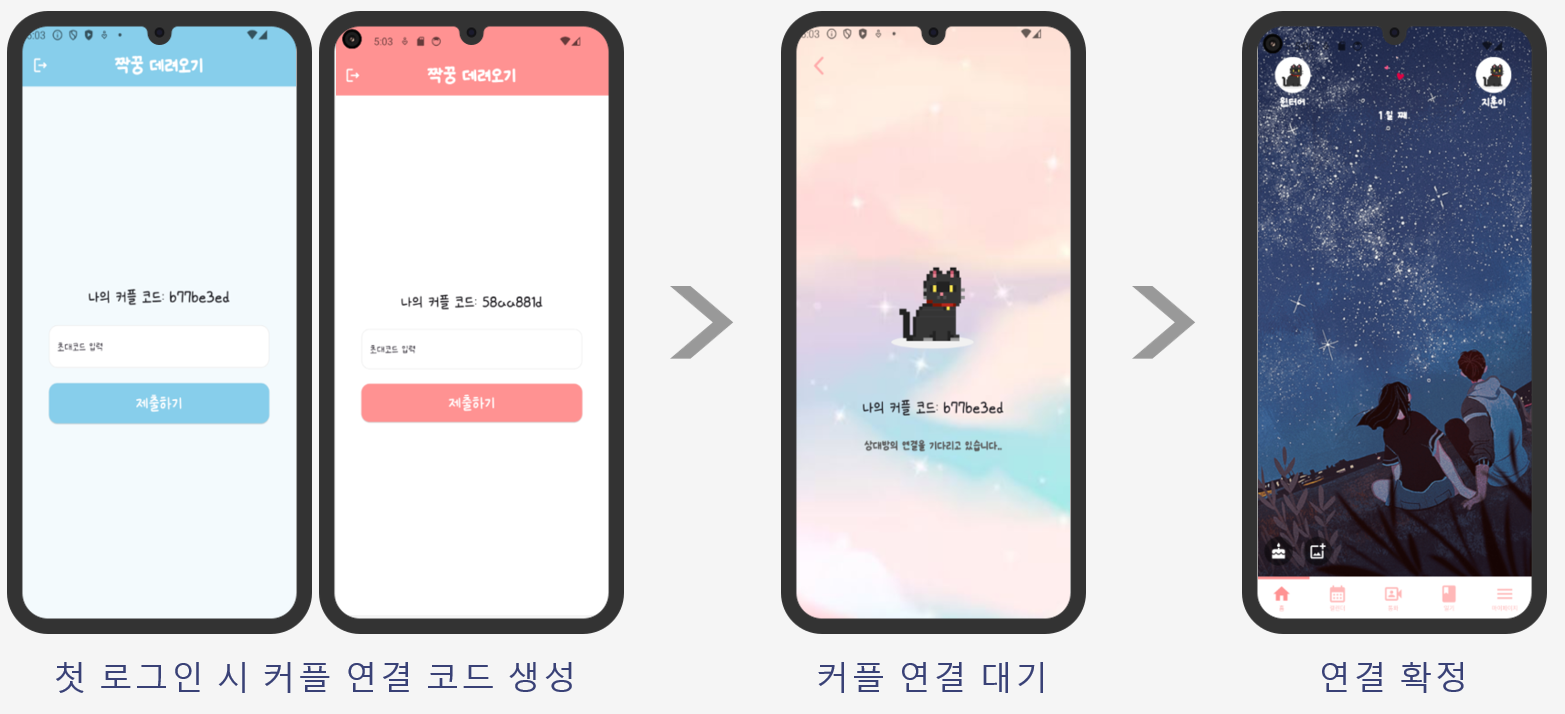 5:03
짝꿍 데려오기
나의 커플 코드: b77be3ed
초대코드 입력
제출하기
5:03
짝꿍 데려오기
나의 커플 코드: 58aa881d
초대코드 입력
제출하기
첫 로그인 시 커플 연결 코드 생성
:03
나의 커플 코드: b77be3ed
상대방의 연결을 기다리고 있습니다..
커플 연결 대기
윈터어
지훈이
1일 째
홈
캘린더
일기
마이페이지
연결 확정